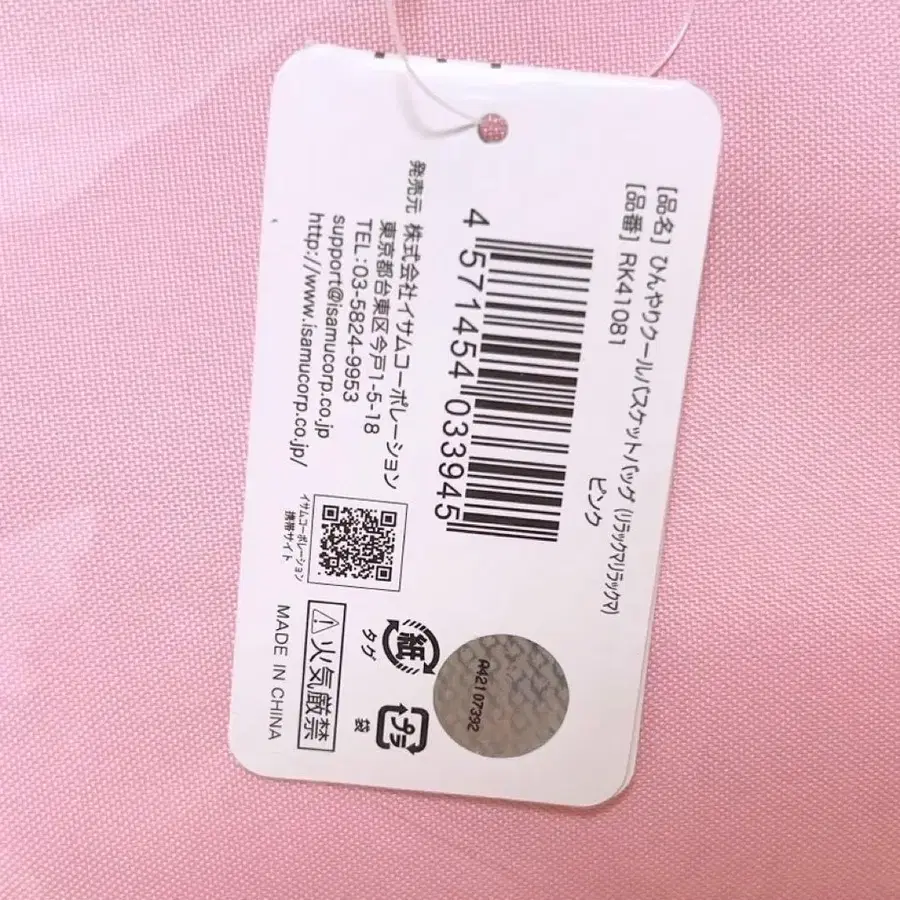 [品名] ひんやりクールバスケットバッグ (リラックマリラックマ)
ピンク
[品番] RK41081
4 571454 033945
発売元 株式会社イサムコーポレーション
東京都台東区今戸1-5-18
TEL:03-5824-9953
support@isamucorp.co.jp
http://www.isamucorp.co.jp/
イサムコーポレーション
携帯サイト
紙
タグ
プラ
袋
火気厳禁
MADE IN CHINA
A42107392